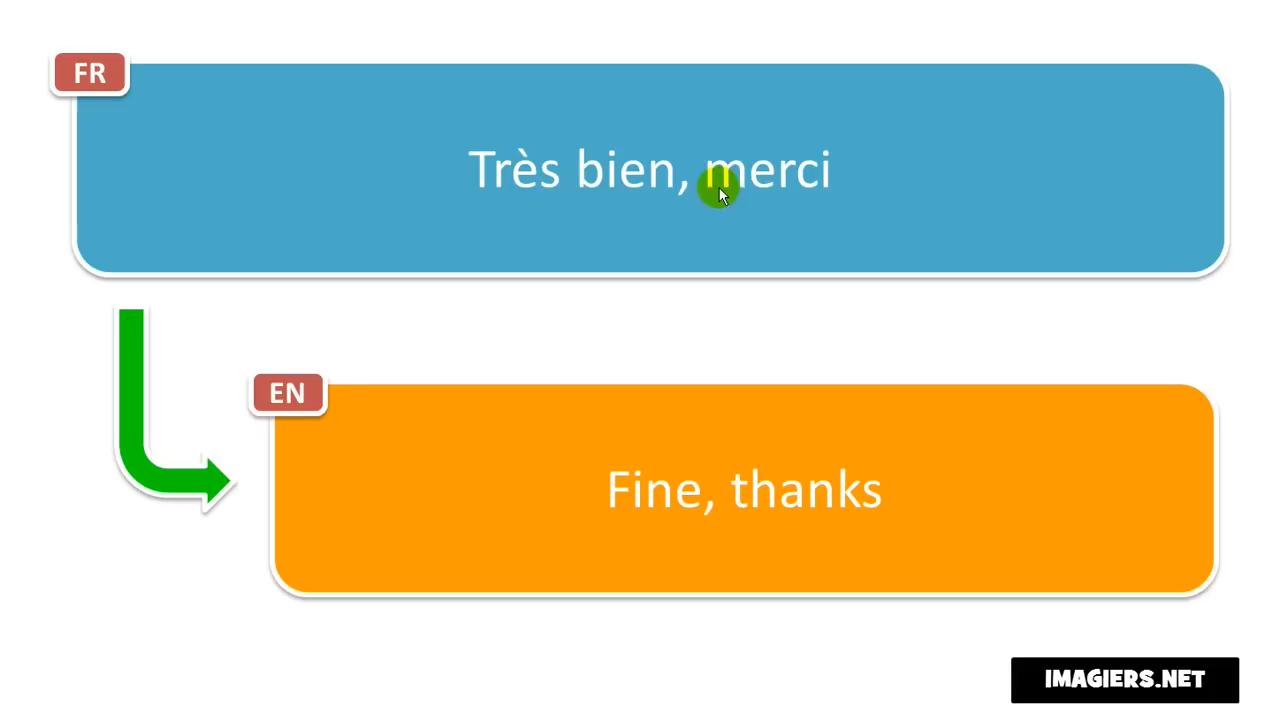 FR
Très bien, merci
EN
Fine, thanks
IMAGIERS.NET